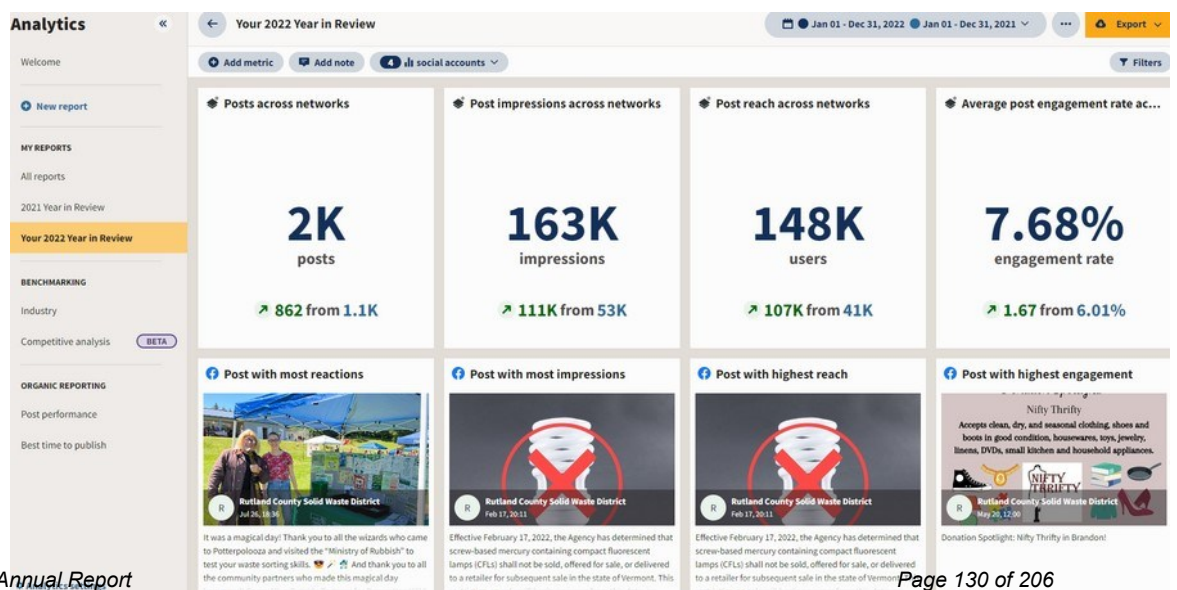 Analytics
«
Welcome
New report
MY REPORTS
All reports
2021 Year in Review
Your 2022 Year in Review
BENCHMARKING
Industry
Competitive analysis BETA
ORGANIC REPORTING
Post performance
Best time to publish
Your 2022 Year in Review
Jan 01 - Dec 31, 2022 Jan 01 - Dec 31, 2021
Export
Add metric Add note 4 social accounts
Filters
Posts across networks
2K
posts
862 from 1.1K
Post impressions across networks
163K
impressions
111K from 53K
Post reach across networks
148K
users
107K from 41K
Average post engagement rate ac...
7.68%
engagement rate
1.67 from 6.01%
Post with most reactions
R Rutland County Solid Waste District
Jul 26, 18:36
It was a magical day! Thank you to all the wizards who came
to Potterpolooza and visited the "Ministry of Rubbish" to
test your waste sorting skills. And thank you to all
the community partners who made this magical day
Post with most impressions
R Rutland County Solid Waste District
Feb 17, 20:11
Effective February 17, 2022, the Agency has determined that
screw-based mercury containing compact fluorescent
lamps (CFLs) shall not be sold, offered for sale, or delivered
to a retailer for subsequent sale in the state of Vermont. This
Post with highest reach
R Rutland County Solid Waste District
Feb 17, 20:11
Effective February 17, 2022, the Agency has determined that
screw-based mercury containing compact fluorescent
lamps (CFLs) shall not be sold, offered for sale, or delivered
to a retailer for subsequent sale in the state of Vermont
Post with highest engagement
Nifty Thrifty
Accepts clean, dry, and seasonal clothing, shoes and
boots in good condition, housewares, toys, jewelry,
linens, DVDs, small kitchen and household appliances.
NIFTY
THRIFTY
R Rutland County Solid Waste District
May 20, 12:00
Donation Spotlight: Nifty Thrifty in Brandon!
Annual Report
Page 130 of 206